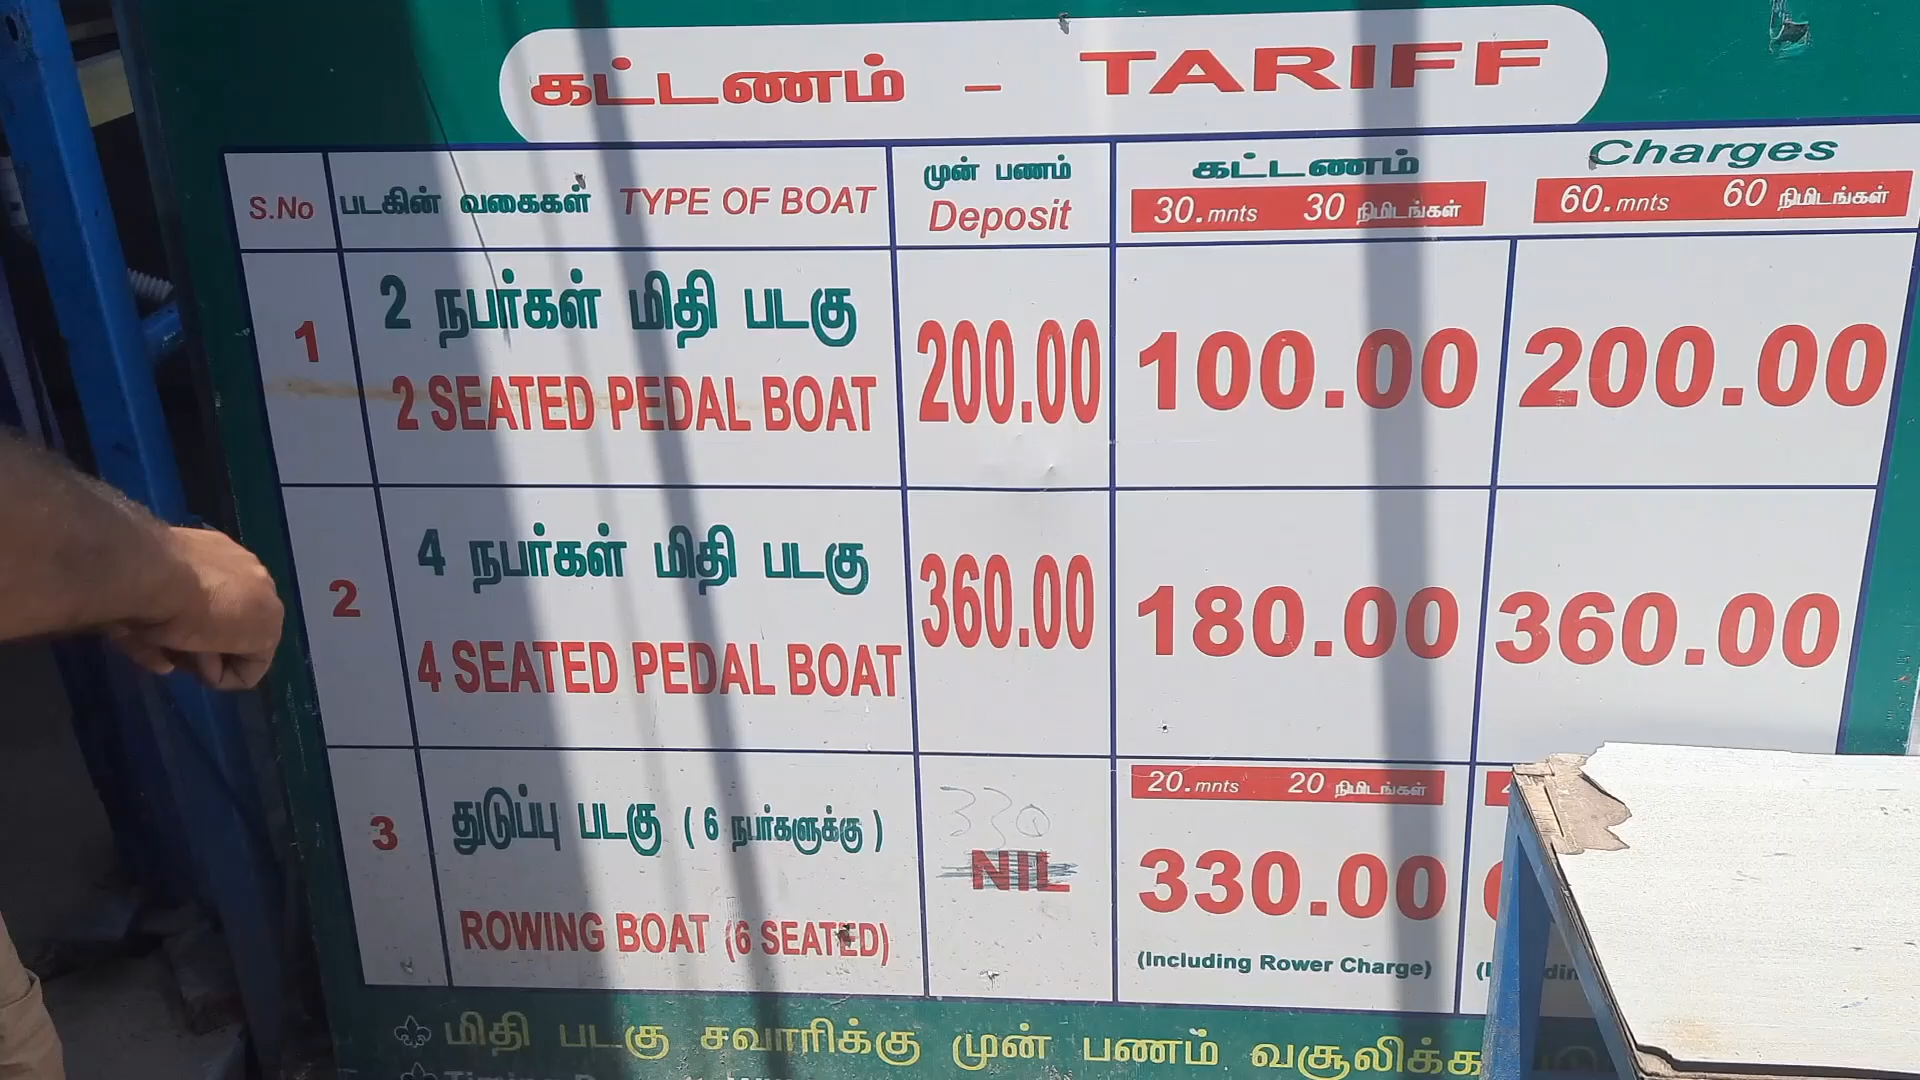 கட்டணம் - TARIFF
S.No படகின் வகைகள் TYPE OF BOAT முன் பணம் Deposit கட்டணம் Charges
30.mnts 30 நிமிடங்கள் 60.mnts 60 நிமிடங்கள்
1 2 நபர்கள் மிதி படகு
2 SEATED PEDAL BOAT 200.00 100.00 200.00
2 4 நபர்கள் மிதி படகு
4 SEATED PEDAL BOAT 360.00 180.00 360.00
20.mnts 20 நிமிடங்கள்
3 துடுப்பு படகு ( 6 நபர்களுக்கு ) 330
NIL 330.00
ROWING BOAT (6 SEATED) (Including Rower Charge)
மிதி படகு சவாரிக்கு முன் பணம்